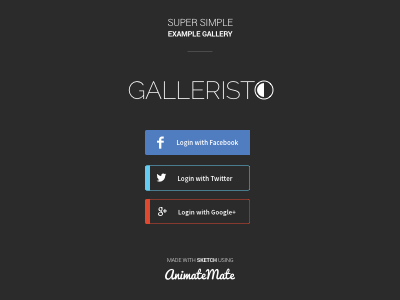 SUPER SIMPLE
EXAMPLE GALLERY
GALLERISTO
Login with Facebook
Login with Twitter
Login with Google+
MADE WITH SKETCH USING
AnimateMate